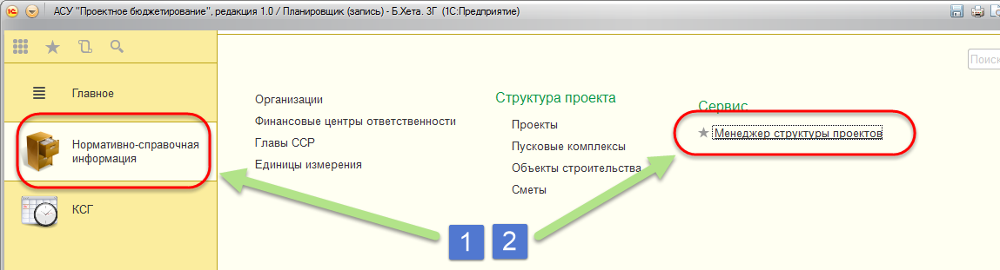 АСУ "Проектное бюджетирование", редакция 1.0 / Планировщик (запись) - Б.Хета. ЗГ (1С:Предприятие)
Поиск
Главное
Нормативно-справочная
информация
КСГ
Организации
Финансовые центры ответственности
Главы ССР
Единицы измерения
Структура проекта
Проекты
Пусковые комплексы
Объекты строительства
Сметы
Сервис
Менеджер структуры проектов
1 2